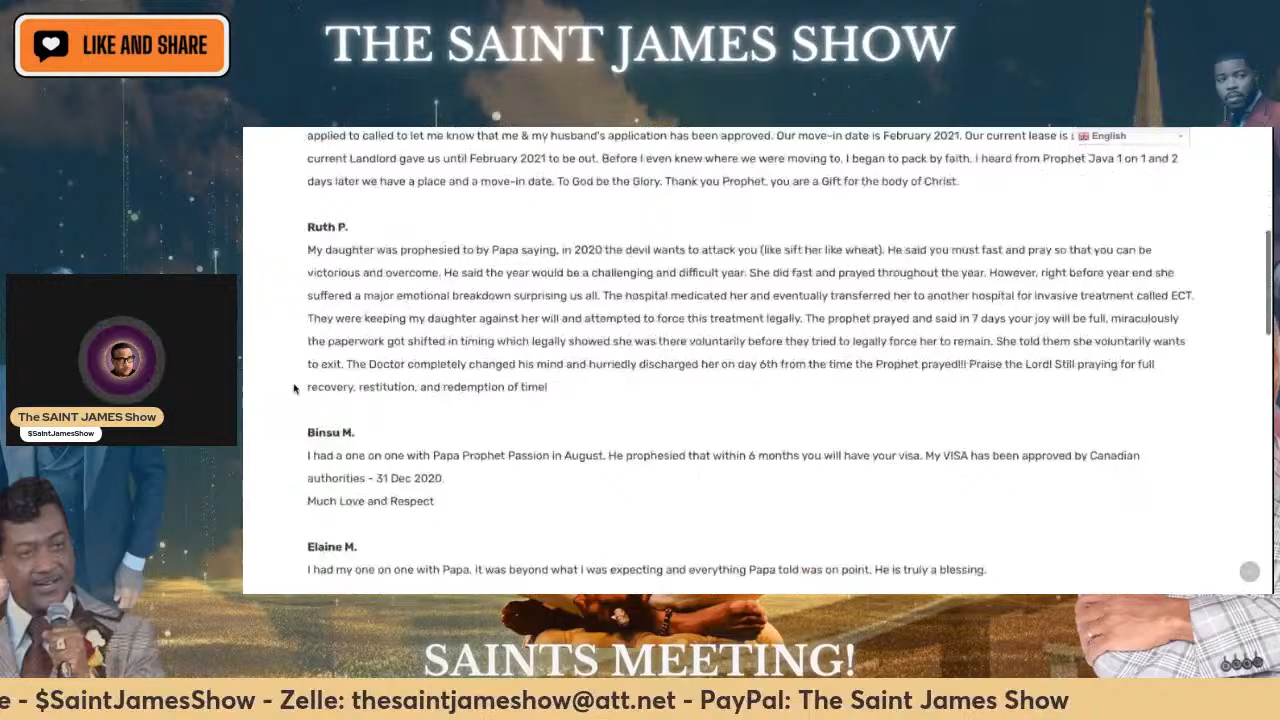 LIKE AND SHARE
THE SAINT JAMES SHOW
applied to called to let me know that me & my husband's application has been approved. Our move-in date is February 2021. Our current lease is
English
current Landlord gave us until February 2021 to be out. Before I even knew where we were moving to, I began to pack by faith. I heard from Prophet Java 1 on 1 and 2
days later we have a place and a move-in date. To God be the Glory. Thank you Prophet, you are a Gift for the body of Christ.
Ruth P.
My daughter was prophesied to by Papa saying, in 2020 the devil wants to attack you (like sift her like wheat). He said you must fast and pray so that you can be
victorious and overcome. He said the year would be a challenging and difficult year. She did fast and prayed throughout the year. However, right before year end she
suffered a major emotional breakdown surprising us all. The hospital medicated her and eventually transferred her to another hospital for invasive treatment called ECT.
They were keeping my daughter against her will and attempted to force this treatment legally. The prophet prayed and said in 7 days your joy will be full, miraculously
the paperwork got shifted in timing which legally showed she was there voluntarily before they tried to legally force her to remain. She told them she voluntarily wants
to exit. The Doctor completely changed his mind and hurriedly discharged her on day 6th from the time the Prophet prayed!!! Praise the Lord! Still praying for full
recovery, restitution, and redemption of time!
Binsu M.
I had a one on one with Papa Prophet Passion in August. He prophesied that within 6 months you will have your visa. My VISA has been approved by Canadian
authorities - 31 Dec 2020.
Much Love and Respect
Elaine M.
I had my one on one with Papa. It was beyond what I was expecting and everything Papa told was on point. He is truly a blessing.
The SAINT JAMES Show
$SaintJamesShow
SAINTS MEETING!
e - $SaintJamesShow - Zelle: thesaintjameshow@att.net - PayPal: The Saint James Show